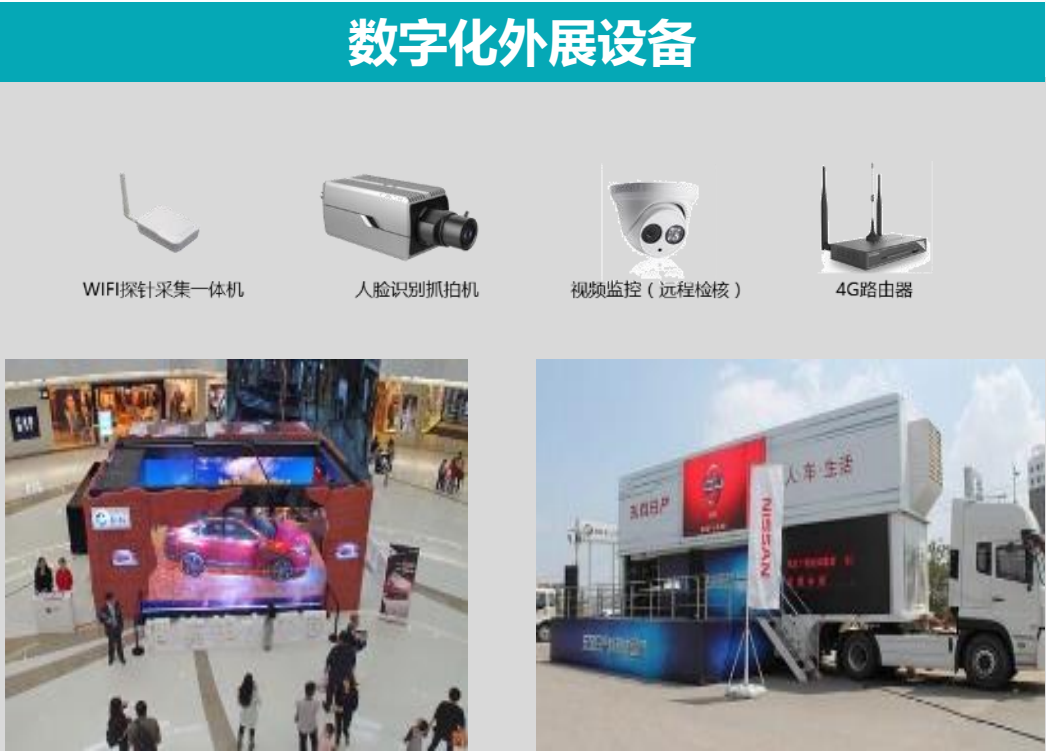 数字化外展设备
WIFI探针采集一体机
人脸识别抓拍机
视频监控（远程检核）
4G路由器
GAP
东风日产
人·车·生活
NISSAN